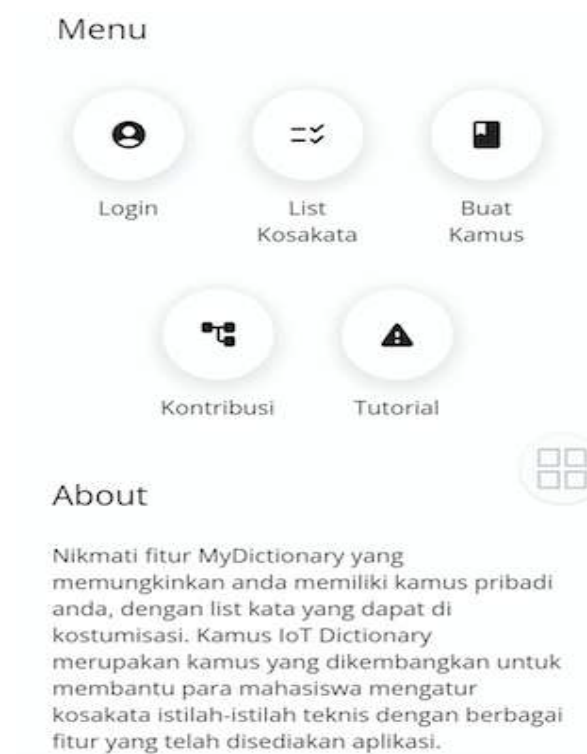 Menu
Login
List
Kosakata
Buat
Kamus
Kontribusi
Tutorial
About
Nikmati fitur MyDictionary yang
memungkinkan anda memiliki kamus pribadi
anda, dengan list kata yang dapat di
kostumisasi. Kamus IoT Dictionary
merupakan kamus yang dikembangkan untuk
membantu para mahasiswa mengatur
kosakata istilah-istilah teknis dengan berbagai
fitur yang telah disediakan aplikasi.